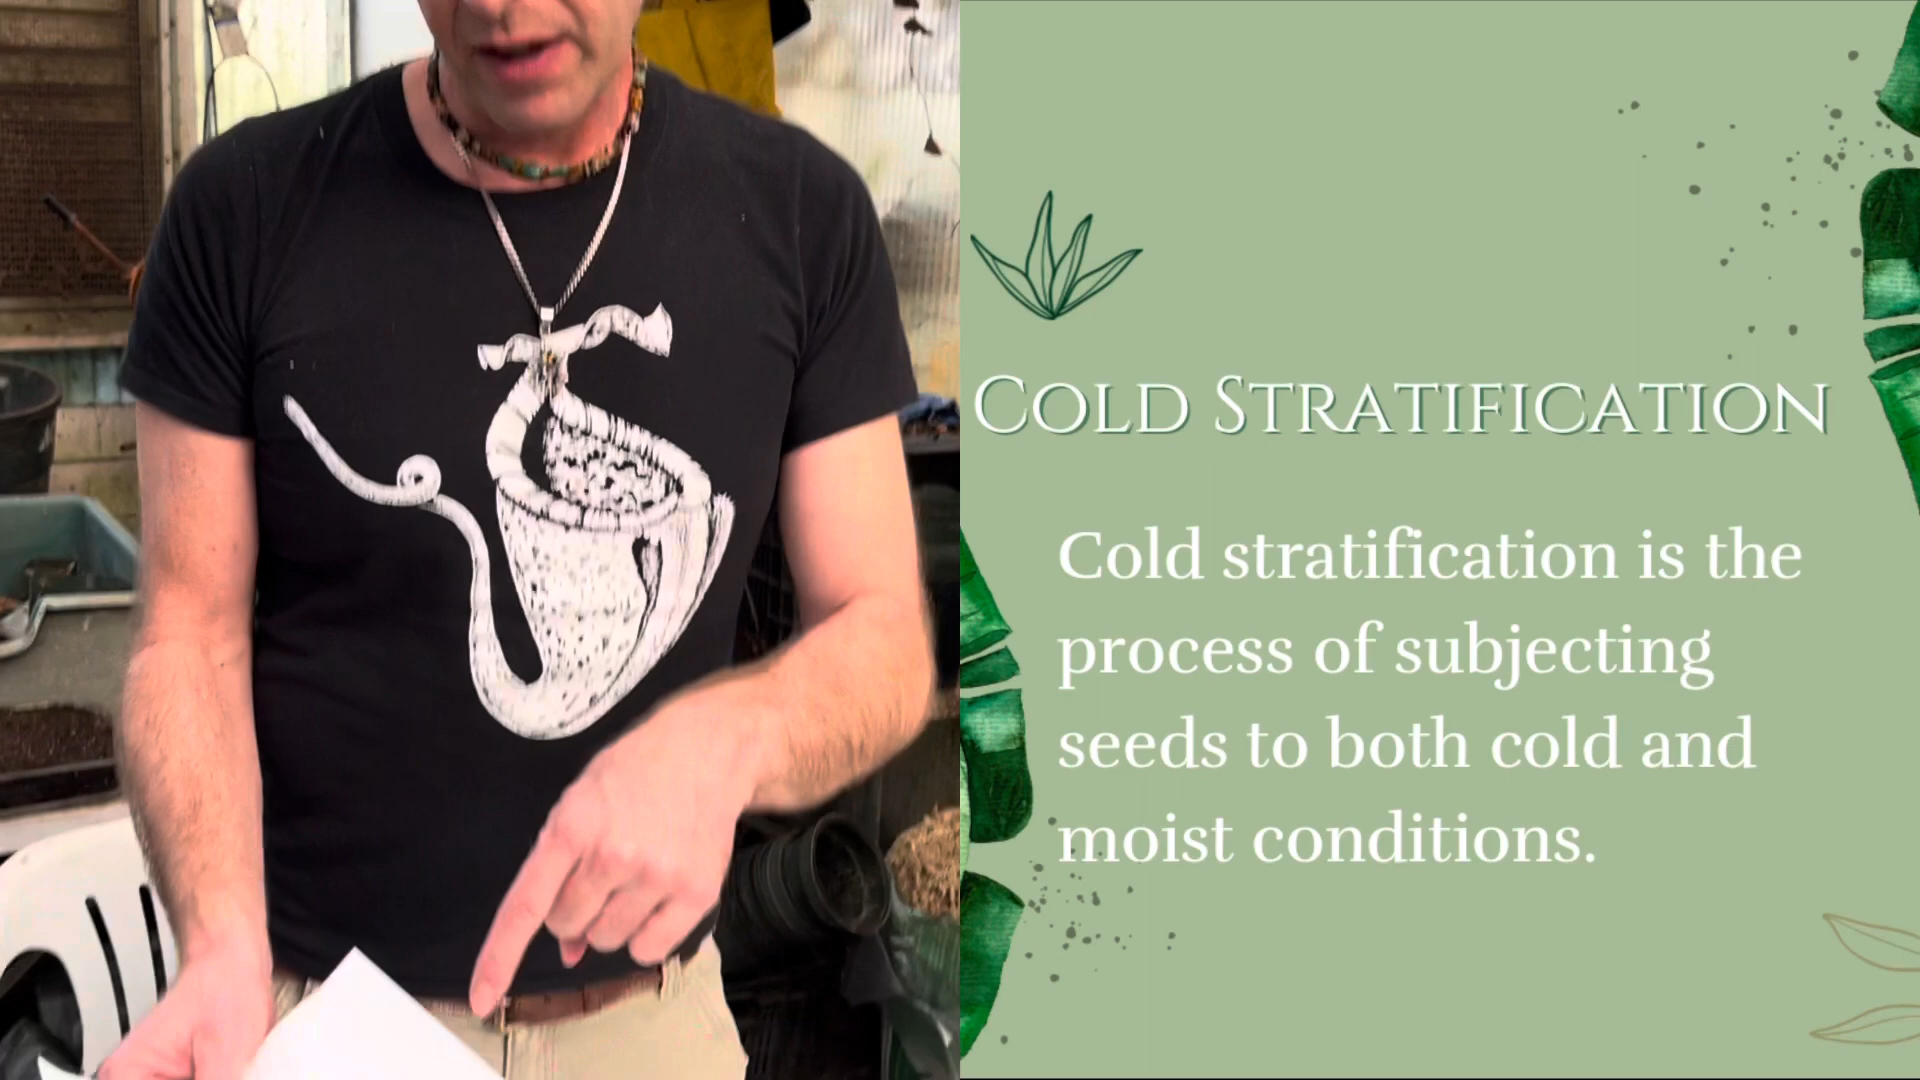 Cold Stratification
Cold stratification is the
process of subjecting
seeds to both cold and
moist conditions.